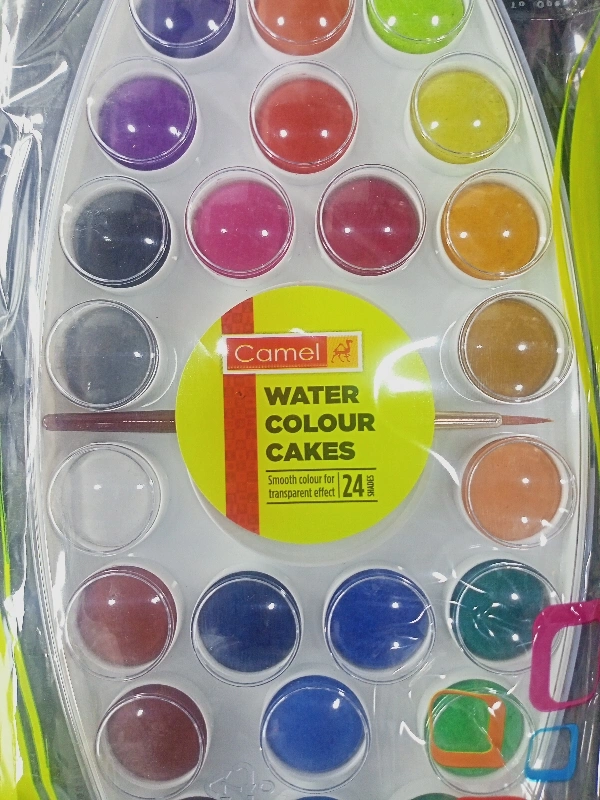 Camel
WATER
COLOUR
CAKES
Smooth colour for
transparent effect
24
SHADES